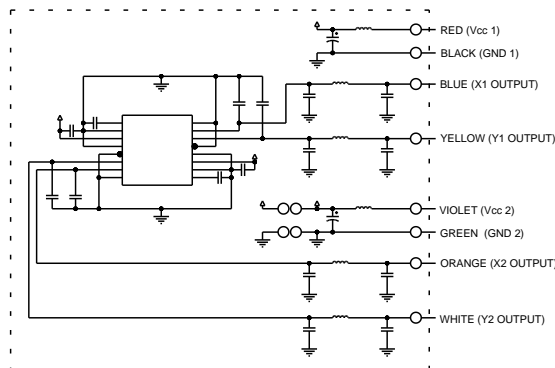 RED (Vcc 1)
BLACK (GND 1)
BLUE (X1 OUTPUT)
YELLOW (Y1 OUTPUT)
VIOLET (Vcc 2)
GREEN (GND 2)
ORANGE (X2 OUTPUT)
WHITE (Y2 OUTPUT)